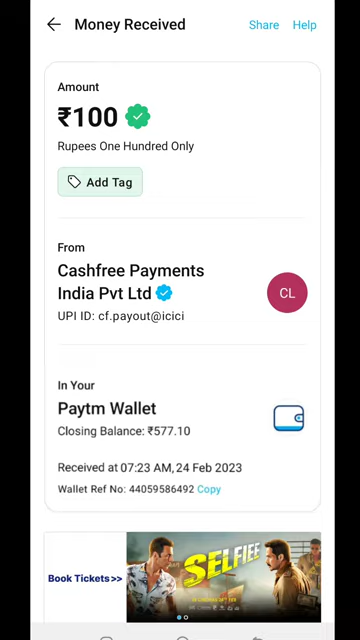 Money Received
Share
Help
Amount
₹100
Rupees One Hundred Only
Add Tag
From
Cashfree Payments
India Pvt Ltd
CL
UPI ID: cf.payout@icici
In Your
Paytm Wallet
Closing Balance: ₹577.10
Received at 07:23 AM, 24 Feb 2023
Wallet Ref No: 44059586492 Copy
Book Tickets>>
SELFIEE